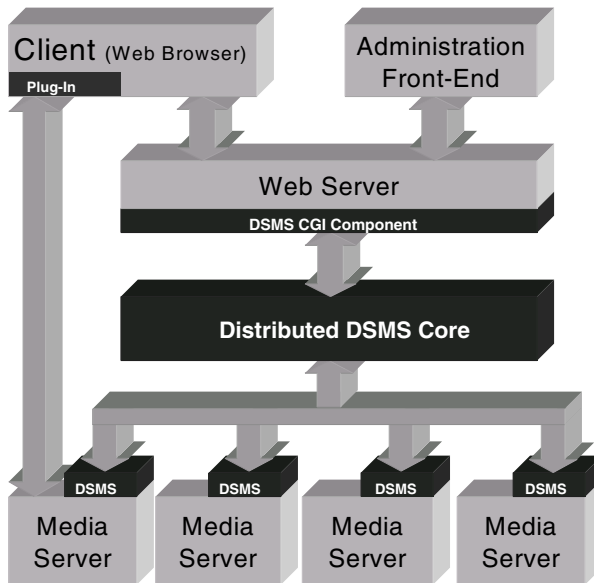 Client (Web Browser)
Plug-In
Administration
Front-End
Web Server
DSMS CGI Component
Distributed DSMS Core
DSMS
Media
Server
DSMS
Media
Server
DSMS
Media
Server
DSMS
Media
Server